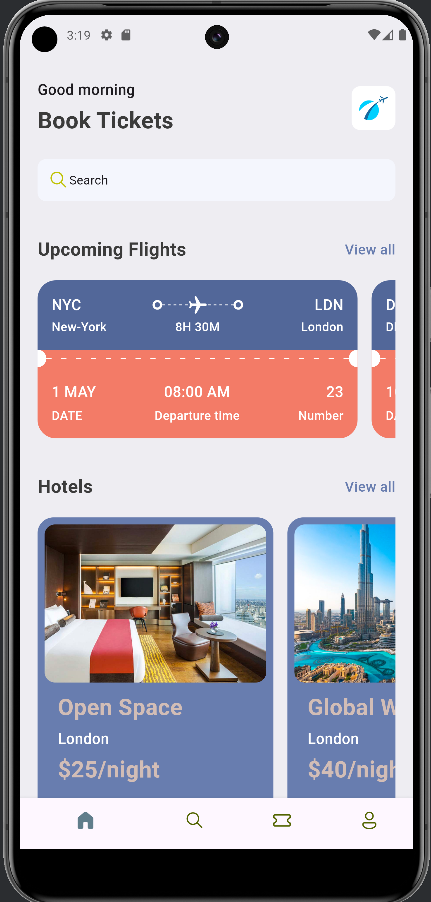 3:19
Good morning
Book Tickets
Search
Upcoming Flights View all
NYC LDN D
New-York 8H 30M London
1 MAY 08:00 AM 23
DATE Departure time Number
Hotels View all
Open Space Global
London London
$25/night $40/nigh